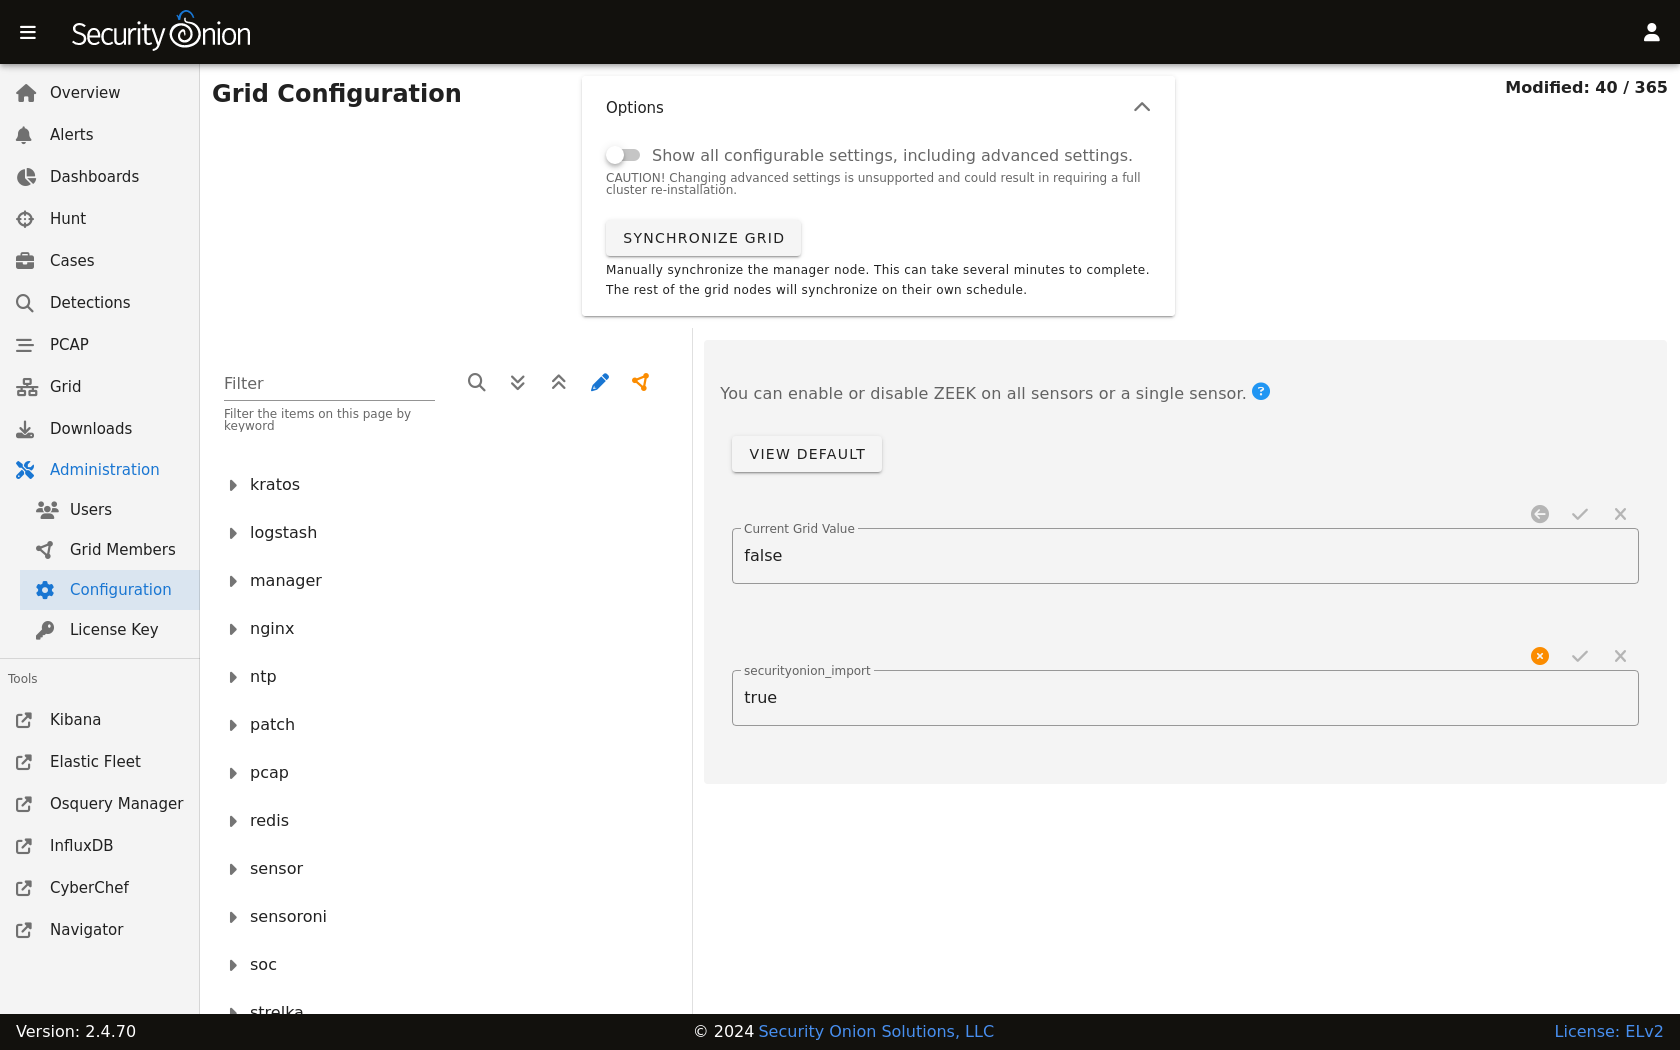 Security Onion
Overview
Alerts
Dashboards
Hunt
Cases
Detections
PCAP
Grid
Downloads
Administration
Users
Grid Members
Configuration
License Key
Tools
Kibana
Elastic Fleet
Osquery Manager
InfluxDB
CyberChef
Navigator
Grid Configuration
Options
Show all configurable settings, including advanced settings.
CAUTION! Changing advanced settings is unsupported and could result in requiring a full
cluster re-installation.
SYNCHRONIZE GRID
Manually synchronize the manager node. This can take several minutes to complete.
The rest of the grid nodes will synchronize on their own schedule.
Modified: 40 / 365
Filter
Filter the items on this page by
keyword
kratos
logstash
manager
nginx
ntp
patch
pcap
redis
sensor
sensoroni
soc
strelka
You can enable or disable ZEEK on all sensors or a single sensor. ?
VIEW DEFAULT
Current Grid Value
false
securityonion_import
true
Version: 2.4.70
© 2024 Security Onion Solutions, LLC
License: ELv2